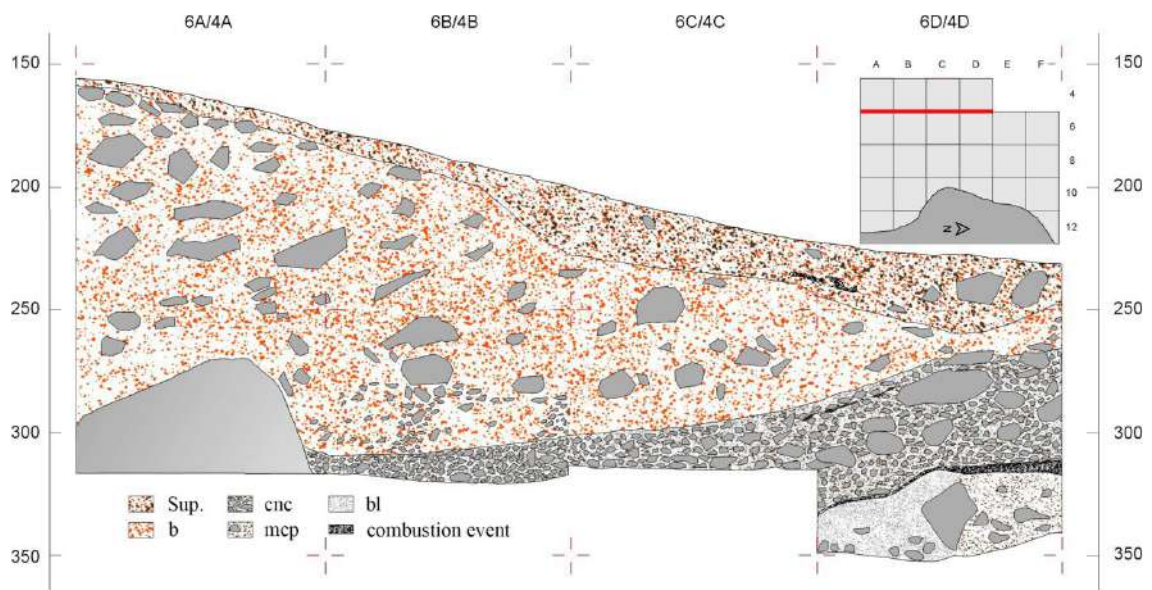 6A/4A 6B/4B 6C/4C 6D/4D
150 150
A B C D E F
4
6
8
200 10 200
12
N
250 250
300 300
Sup. cnc bl
b mcp combustion event
350 350